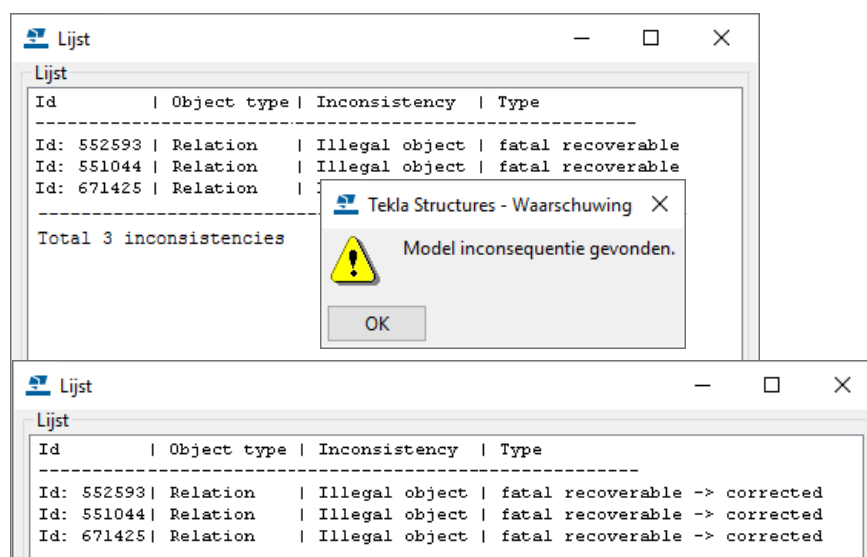 Lijst
Lijst
Id | Object type | Inconsistency | Type
--------------------------------------------------------
Id: 552593 | Relation | Illegal object | fatal recoverable
Id: 551044 | Relation | Illegal object | fatal recoverable
Id: 671425 | Relation |
--------------------------------------------------------
Total 3 inconsistencies
Tekla Structures - Waarschuwing
Model inconsequentie gevonden.
OK
Lijst
Lijst
Id | Object type | Inconsistency | Type
--------------------------------------------------------
Id: 552593| Relation | Illegal object | fatal recoverable -> corrected
Id: 551044| Relation | Illegal object | fatal recoverable -> corrected
Id: 671425| Relation | Illegal object | fatal recoverable -> corrected